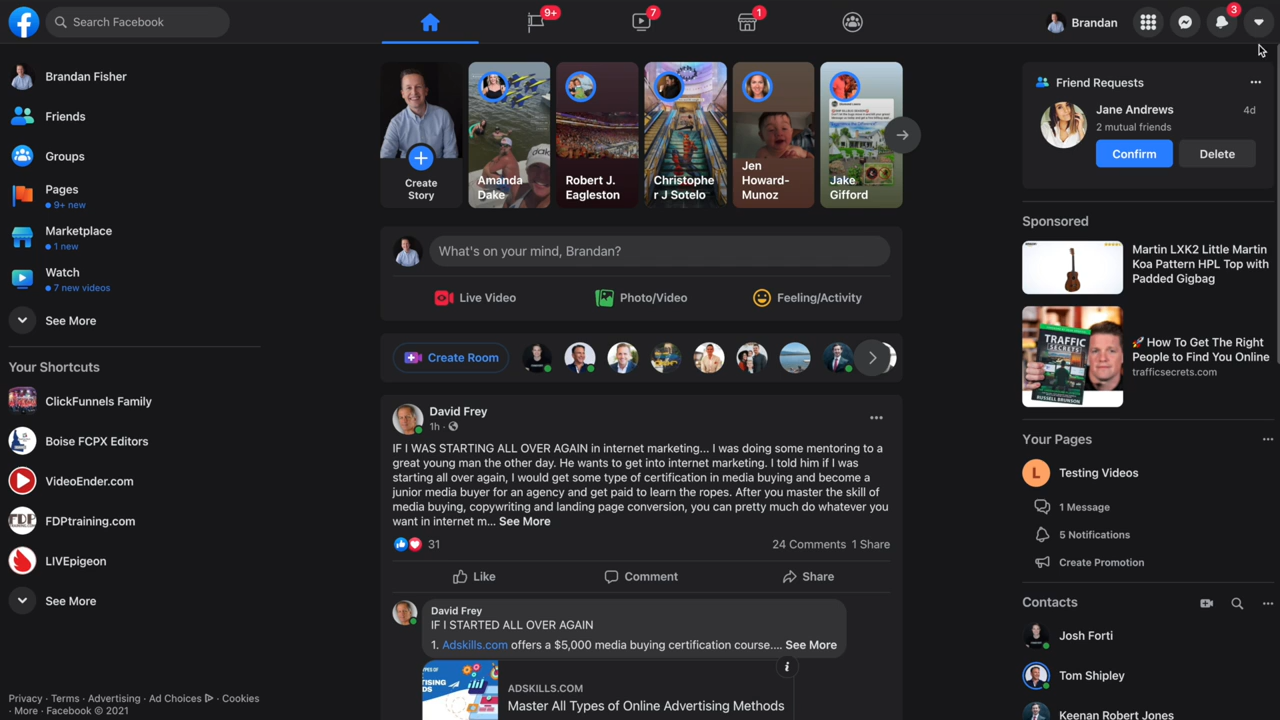 Search Facebook
9+
7
1
Brandan
3
Brandan Fisher
Friends
Groups
Pages
9+ new
Marketplace
1 new
Watch
7 new videos
See More
Your Shortcuts
ClickFunnels Family
Boise FCPX Editors
VideoEnder.com
FDPtraining.com
LIVEpigeon
See More
Privacy · Terms · Advertising · Ad Choices · Cookies
· More · Facebook © 2021
Create
Story
Amanda
Dake
Robert J.
Eagleston
Christophe
r J Sotelo
Jen
Howard-
Munoz
Jake
Gifford
What's on your mind, Brandan?
Live Video
Photo/Video
Feeling/Activity
Create Room
David Frey
1h ·
IF I WAS STARTING ALL OVER AGAIN in internet marketing... I was doing some mentoring to a
great young man the other day. He wants to get into internet marketing. I told him if I was
starting all over again, I would get some type of certification in media buying and become a
junior media buyer for an agency and get paid to learn the ropes. After you master the skill of
media buying, copywriting and landing page conversion, you can pretty much do whatever you
want in internet m... See More
31
24 Comments 1 Share
Like
Comment
Share
David Frey
IF I STARTED ALL OVER AGAIN
1. Adskills.com offers a $5,000 media buying certification course.... See More
ADSKILLS.COM
Master All Types of Online Advertising Methods
Friend Requests
Jane Andrews
4d
2 mutual friends
Confirm
Delete
Sponsored
Martin LXK2 Little Martin
Koa Pattern HPL Top with
Padded Gigbag
TRAFFIC
SECRETS
RUSSELL BRUNSON
🚀 How To Get The Right
People to Find You Online
trafficsecrets.com
Your Pages
L
Testing Videos
1 Message
5 Notifications
Create Promotion
Contacts
Josh Forti
Tom Shipley
Keenan Robert Jones